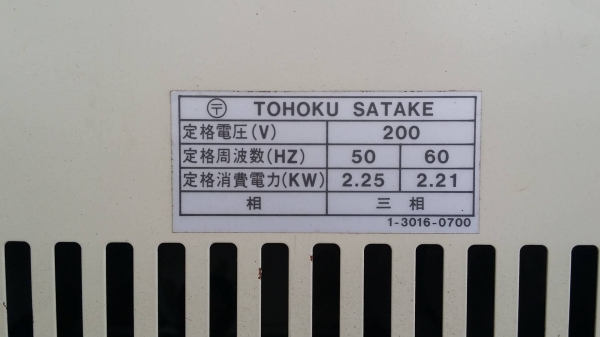 〶 TOHOKU SATAKE
定格電圧(V) 200
定格周波数(HZ) 50 60
定格消費電力(KW) 2.25 2.21
相 三相
1-3016-0700